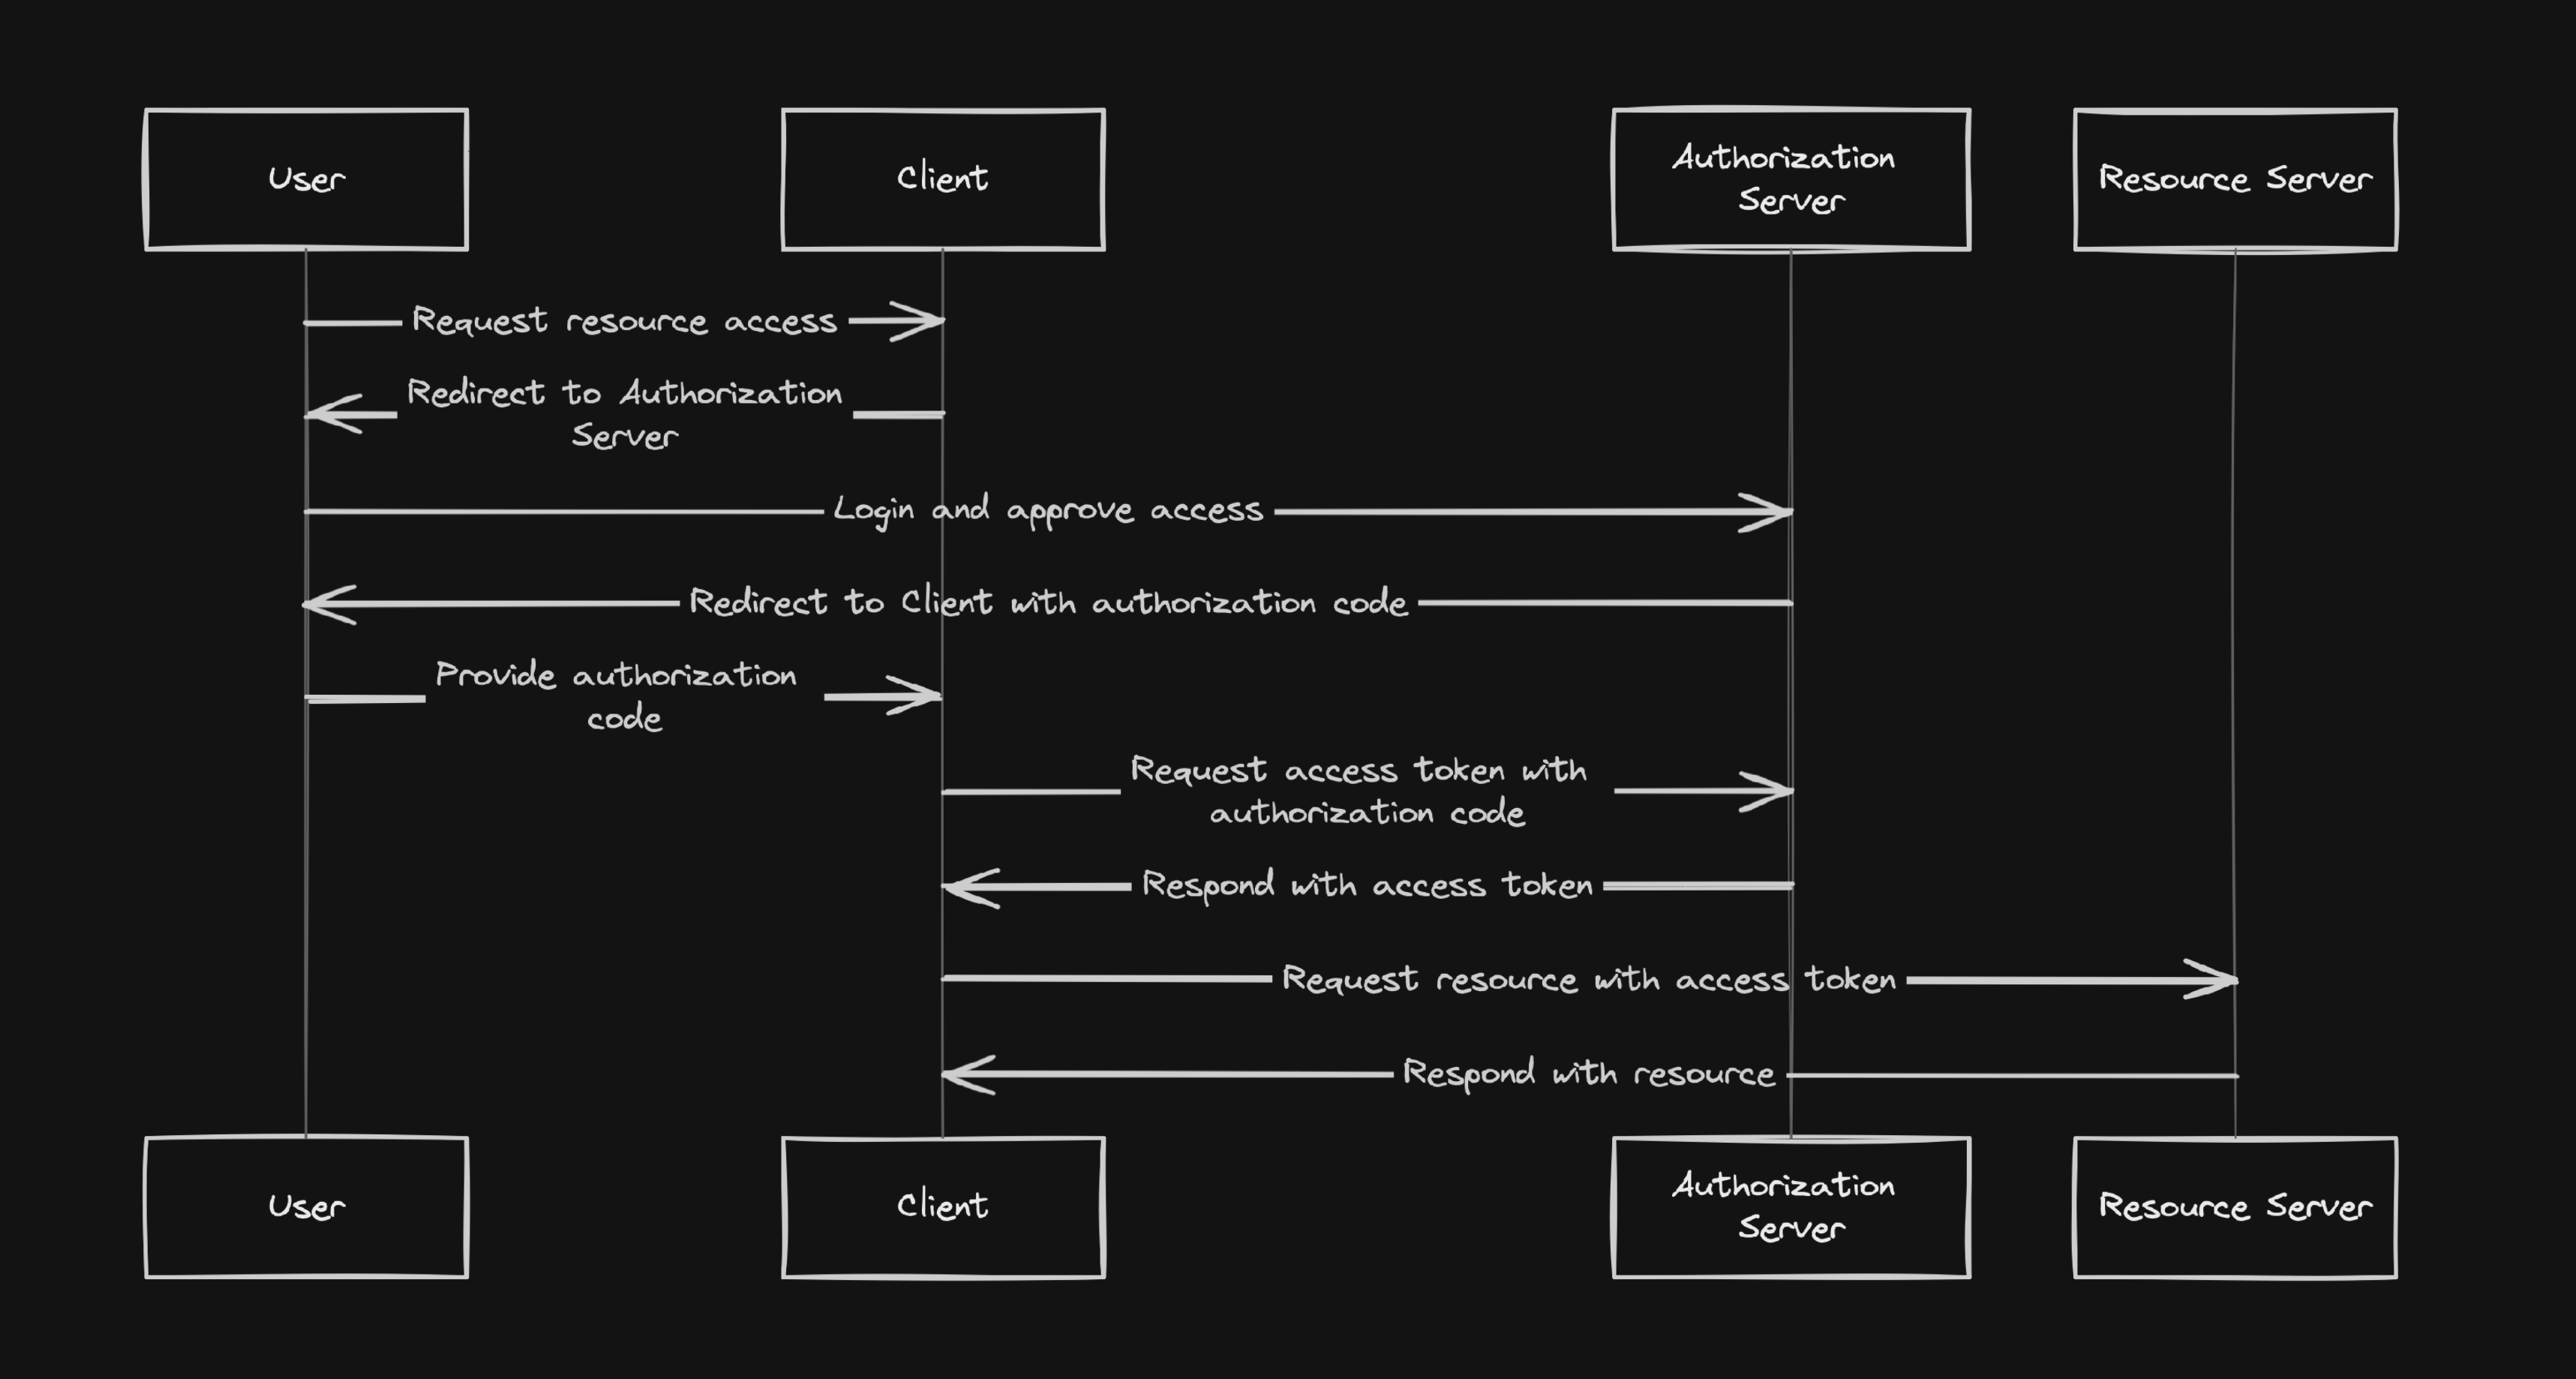 User
Client
Authorization
Server
Resource Server
Request resource access
Redirect to Authorization
Server
Login and approve access
Redirect to Client with authorization code
Provide authorization
code
Request access token with
authorization code
Respond with access token
Request resource with access token
Respond with resource
User
Client
Authorization
Server
Resource Server